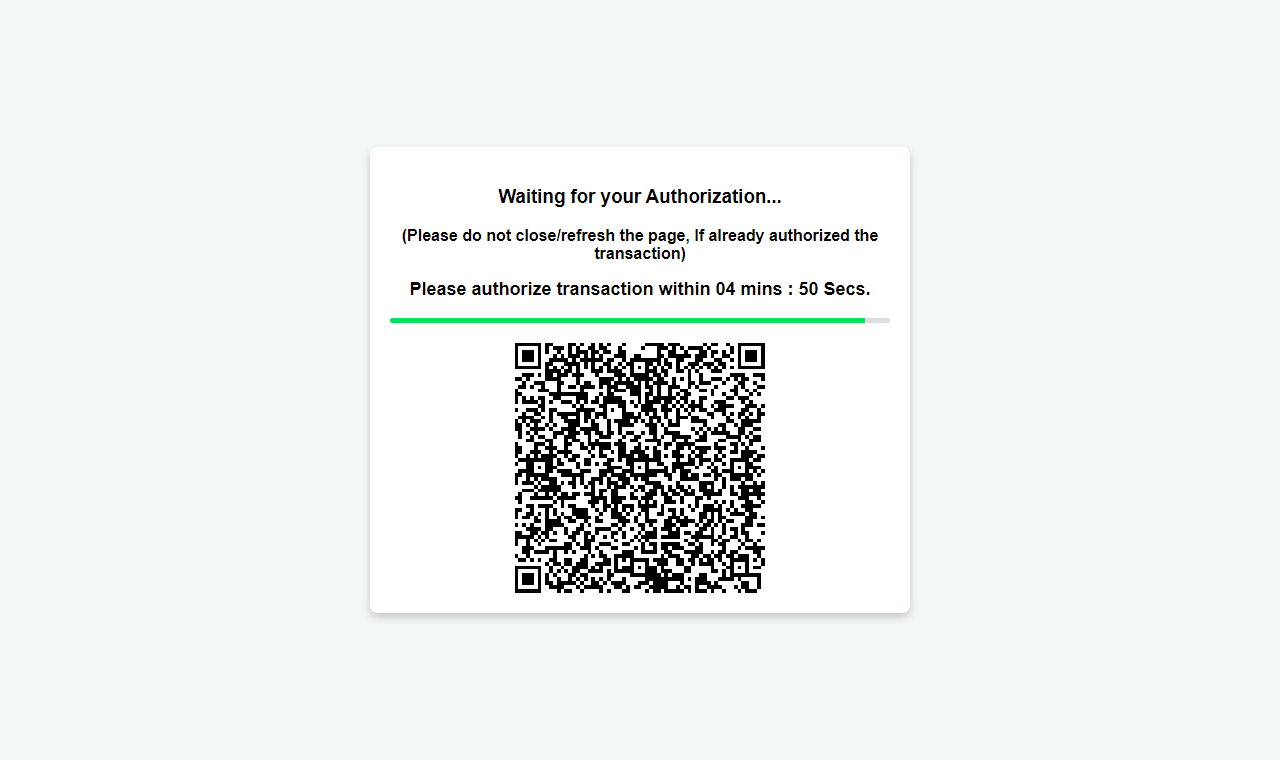 Waiting for your Authorization...
(Please do not close/refresh the page, If already authorized the
transaction)
Please authorize transaction within 04 mins : 50 Secs.